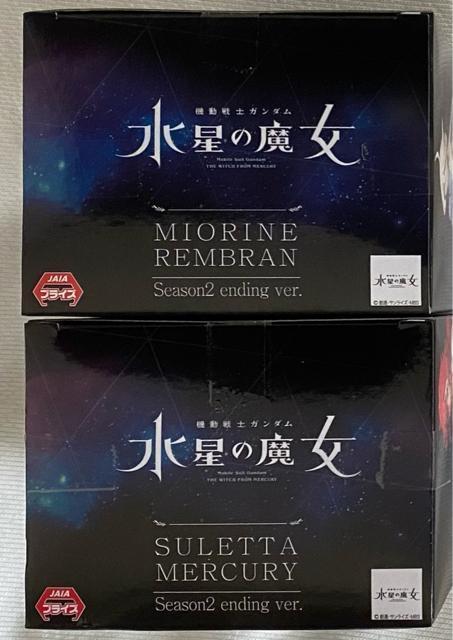 機動戦士ガンダム
水星の魔女
Mobile Suit Gundam
THE WITCH FROM MERCURY
MIORINE
REMBRAN
Season2 ending ver.
JAIA
プライズ
水星の魔女
©創通・サンライズ・MBS
機動戦士ガンダム
水星の魔女
Mobile Suit Gundam
THE WITCH FROM MERCURY
SULETTA
MERCURY
Season2 ending ver.
JAIA
プライズ
水星の魔女
©創通・サンライズ・MBS